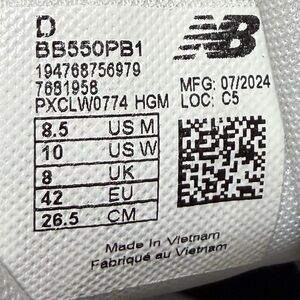 D
BB550PB1
194768756979
7681958
PXCLW0774 HGM
NB
MFG: 07/2024
LOC: C5
8.5 US M
10 US W
8 UK
42 EU
26.5 CM
Made In Vietnam
Fabriqué au Vietnam